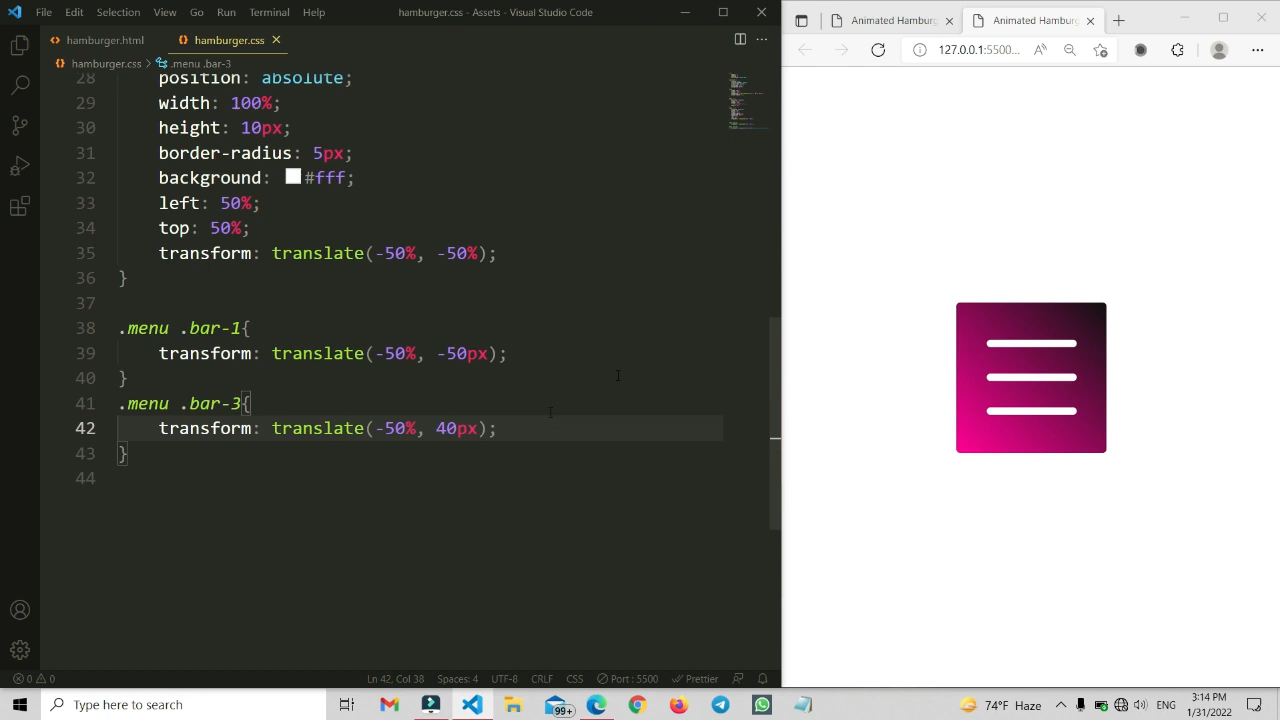 File Edit Selection View Go Run Terminal Help
hamburger.css - Assets - Visual Studio Code
hamburger.html
hamburger.css
hamburger.css > .menu .bar-3
28 position: absolute;
29 width: 100%;
30 height: 10px;
31 border-radius: 5px;
32 background: #fff;
33 left: 50%;
34 top: 50%;
35 transform: translate(-50%, -50%);
36 }
37
38 .menu .bar-1{
39 transform: translate(-50%, -50px);
40 }
41 .menu .bar-3{
42 transform: translate(-50%, 40px);
43 }
44
0 0
Ln 42, Col 38 Spaces: 4 UTF-8 CRLF CSS Port : 5500 Prettier
Animated Hamburg
Animated Hamburg
127.0.0.1:5500...
Type here to search
99+
74°F Haze
ENG
3:14 PM
1/31/2022